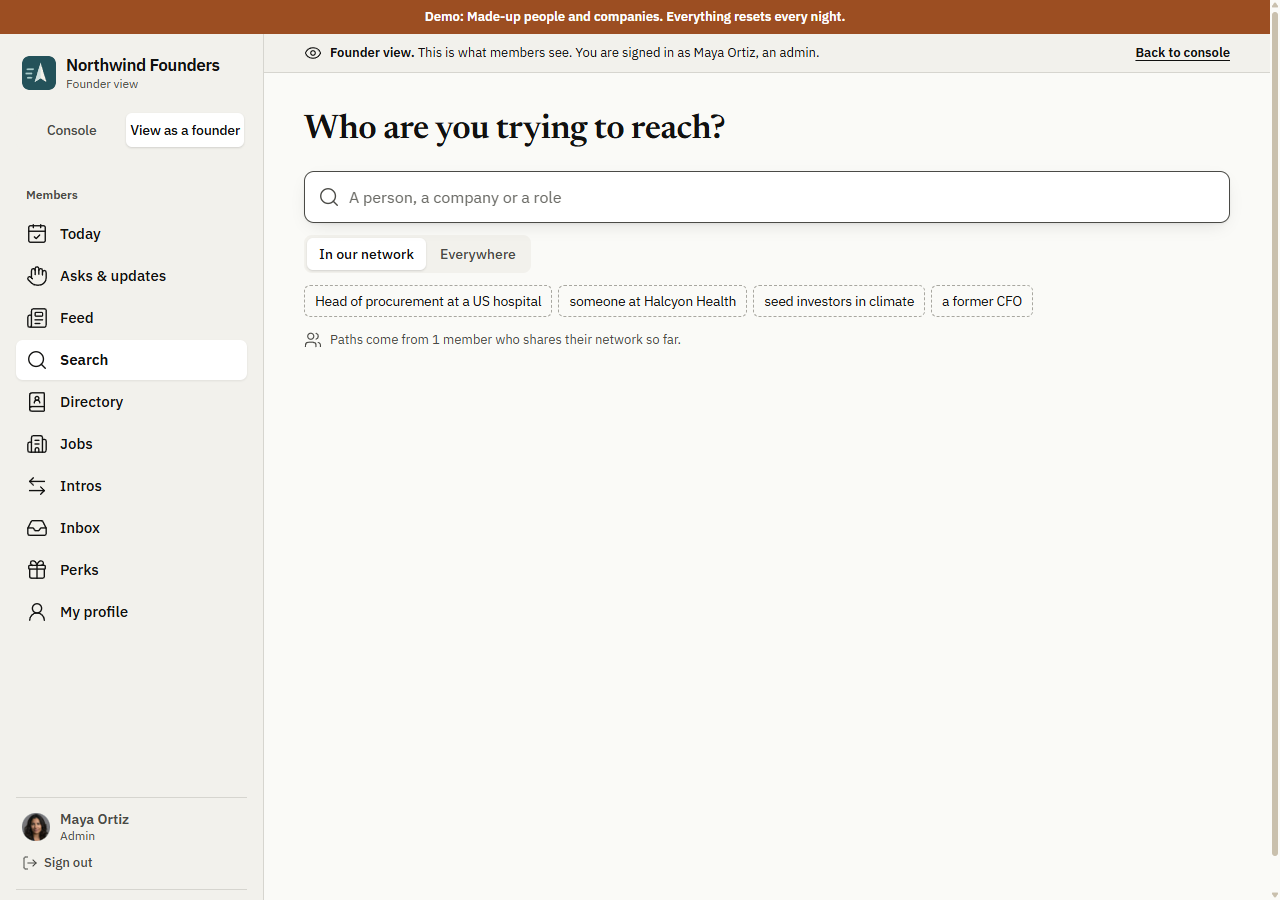 Demo: Made-up people and companies. Everything resets every night.
Northwind Founders
Founder view
Console
View as a founder
Members
Today
Asks & updates
Feed
Search
Directory
Jobs
Intros
Inbox
Perks
My profile
Maya Ortiz
Admin
Sign out
Founder view. This is what members see. You are signed in as Maya Ortiz, an admin.
Back to console
Who are you trying to reach?
A person, a company or a role
In our network
Everywhere
Head of procurement at a US hospital
someone at Halcyon Health
seed investors in climate
a former CFO
Paths come from 1 member who shares their network so far.